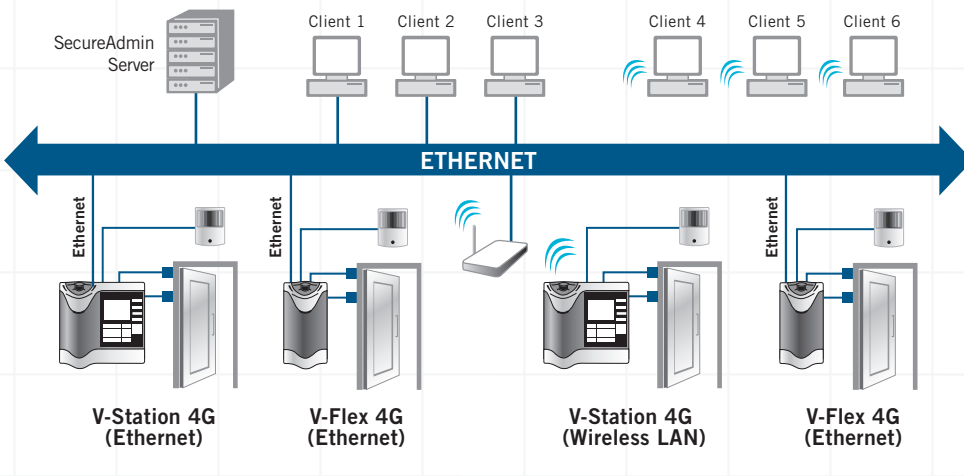 SecureAdmin
Server
Client 1
Client 2
Client 3
Client 4
Client 5
Client 6
ETHERNET
Ethernet
Ethernet
Ethernet
V-Station 4G
(Ethernet)
V-Flex 4G
(Ethernet)
V-Station 4G
(Wireless LAN)
V-Flex 4G
(Ethernet)